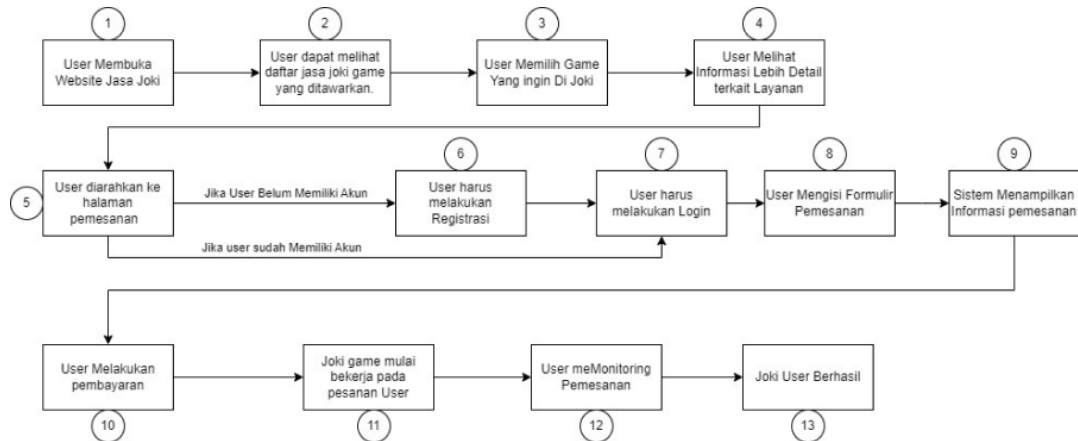 1
2
3
4
User Membuka
Website Jasa Joki
User dapat melihat
daftar jasa joki game
yang ditawarkan.
User Memilih Game
Yang ingin Di Joki
User Melihat
Informasi Lebih Detail
terkait Layanan
5
6
7
8
9
User diarahkan ke
halaman
pemesanan
Jika User Belum Memiliki Akun
Jika user sudah Memiliki Akun
User harus
melakukan
Registrasi
User harus
melakukan Login
User Mengisi Formulir
Pemesanan
Sistem Menampilkan
Informasi pemesanan
User Melakukan
pembayaran
Joki game mulai
bekerja pada
pesanan User
User meMonitoring
Pemesanan
Joki User Berhasil
10
11
12
13